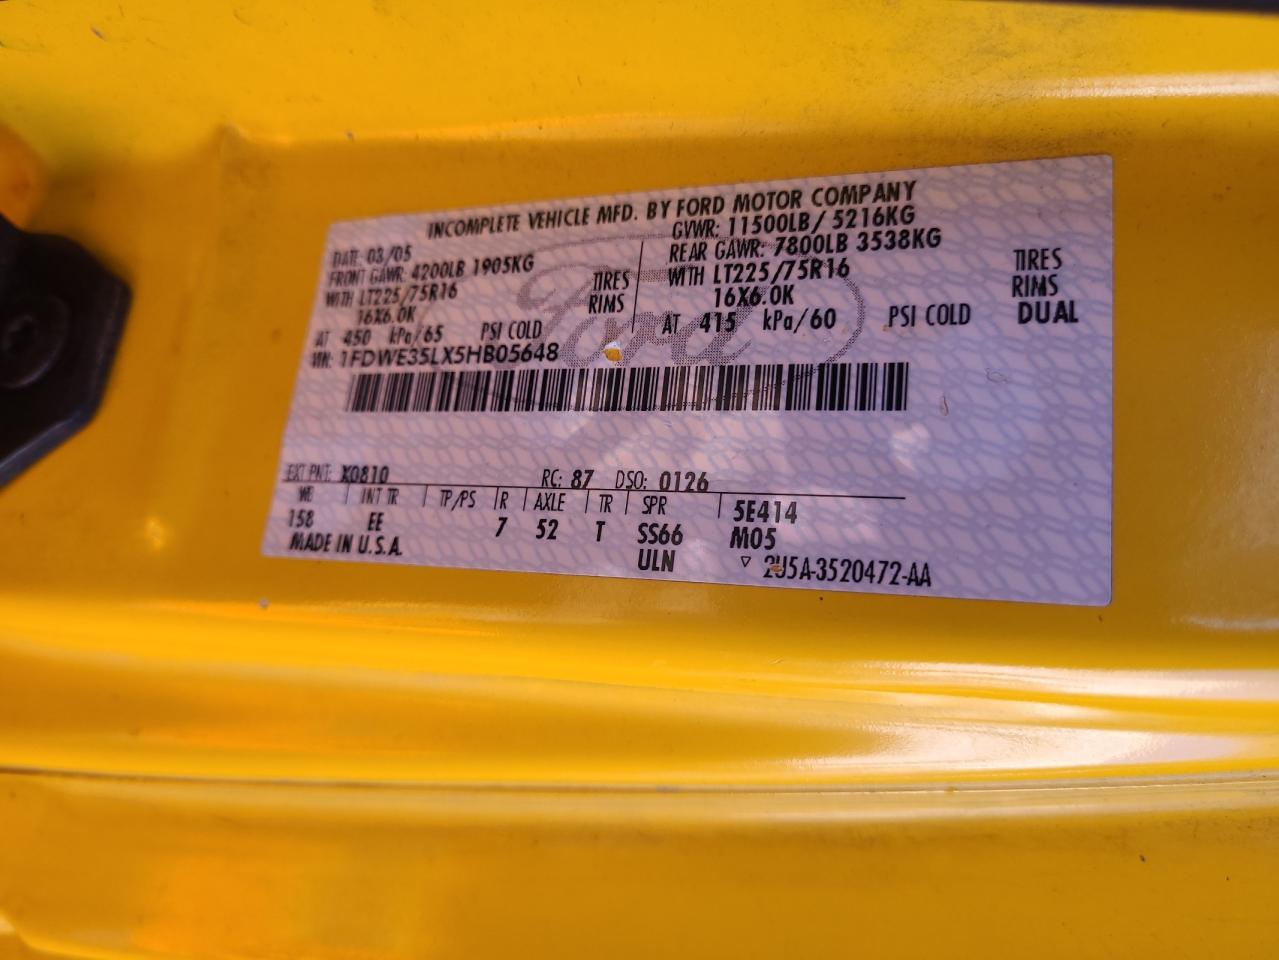 INCOMPLETE VEHICLE MFD. BY FORD MOTOR COMPANY
DATE: 03/05 GVWR: 11500LB/ 5216KG
FRONT GAWR: 4200LB 1905KG REAR GAWR: 7800LB 3538KG
WITH LT225/75R16 TIRES WITH LT225/75R16 TIRES
16X6.0K RIMS 16X6.0K RIMS
AT 450 kPa/65 PSI COLD AT 415 kPa/60 PSI COLD DUAL
VIN: 1FDWE35LX5HB05648
Ford
EXT PNT: X0810 RC: 87 DSO: 0126
WB INT TR TP/PS R AXLE TR SPR 5E414
158 EE 7 52 T SS66 M05
MADE IN U.S.A. ULN ▽ 2U5A-3520472-AA